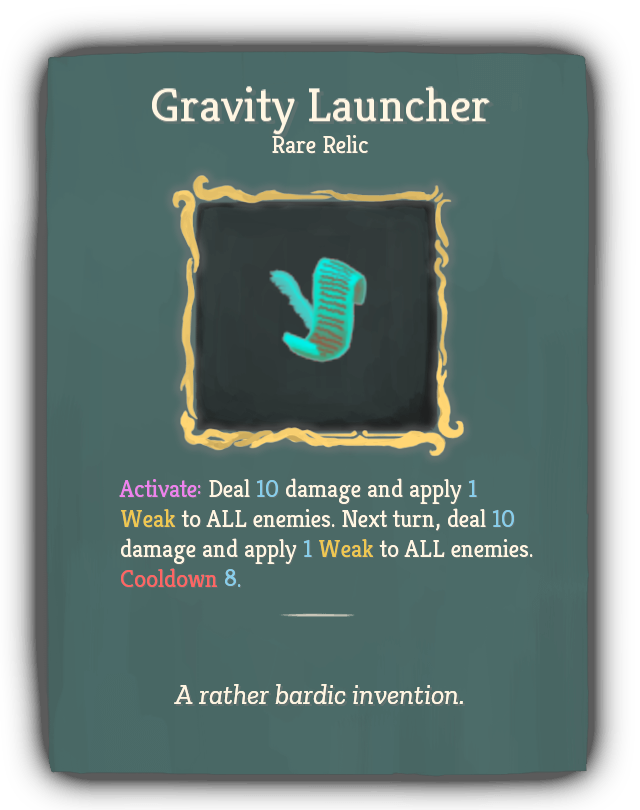 Gravity Launcher
Rare Relic
Activate: Deal 10 damage and apply 1
Weak to ALL enemies. Next turn, deal 10
damage and apply 1 Weak to ALL enemies.
Cooldown 8.
A rather bardic invention.